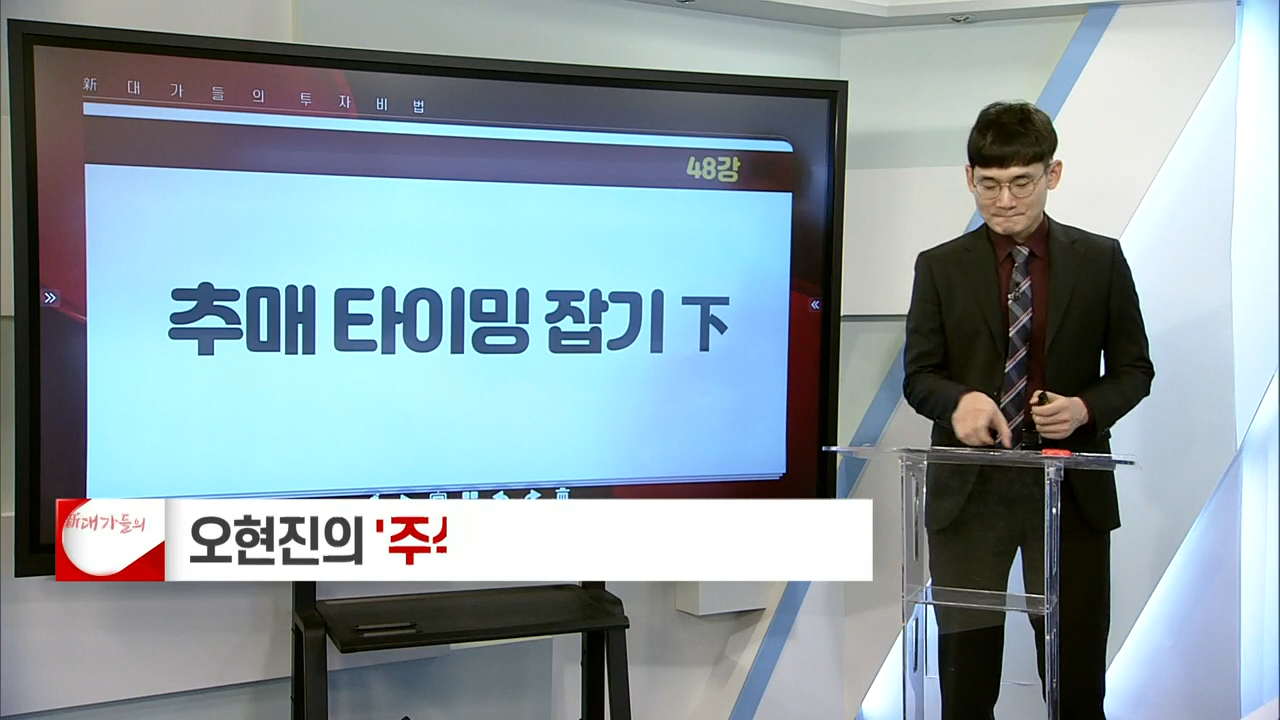 新 대가들의 투자비법
48강
추매 타이밍 잡기 下
新대가들의
오현진의 '주